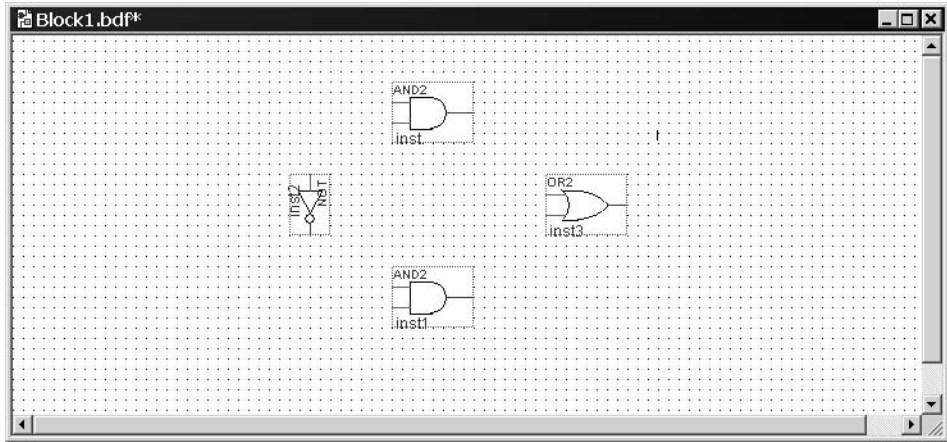 Block1.bdf*
AND2
inst
inst2
NOT
OR2
inst3
AND2
inst1